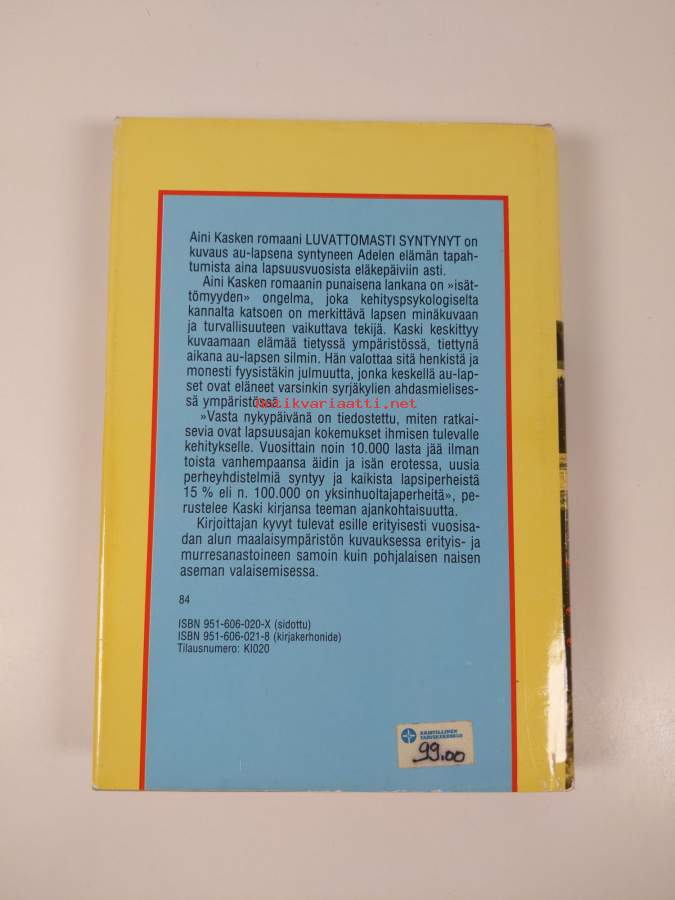 Aini Kasken romaani LUVATTOMASTI SYNTYNYT on
kuvaus au-lapsena syntyneen Adelen elämän tapah-
tumista aina lapsuusvuosista eläkepäiviin asti.
Aini Kasken romaanin punaisena lankana on »isät-
tömyyden» ongelma, joka kehityspsykologiselta
kannalta katsoen on merkittävä lapsen minäkuvaan
ja turvallisuuteen vaikuttava tekijä. Kaski keskittyy
kuvaamaan elämää tietyssä ympäristössä, tiettynä
aikana au-lapsen silmin. Hän valottaa sitä henkistä ja
monesti fyysistäkin julmuutta, jonka keskellä au-lap-
set ovat eläneet varsinkin syrjäkylien ahdasmielises-
sä ympäristössä.
antikvariaatti.net
»Vasta nykypäivänä on tiedostettu, miten ratkai-
sevia ovat lapsuusajan kokemukset ihmisen tulevalle
kehitykselle. Vuosittain noin 10.000 lasta jää ilman
toista vanhempaansa äidin ja isän erotessa, uusia
perheyhdistelmiä syntyy ja kaikista lapsiperheistä
15 % eli n. 100.000 on yksinhuoltajaperheitä», pe-
rustelee Kaski kirjansa teeman ajankohtaisuutta.
Kirjoittajan kyvyt tulevat esille erityisesti vuosisa-
dan alun maalaisympäristön kuvauksessa erityis- ja
murresanastoineen samoin kuin pohjalaisen naisen
aseman valaisemisessa.
84
ISBN 951-606-020-X (sidottu)
ISBN 951-606-021-8 (kirjakerhonide)
Tilausnumero: KI020
KRISTILLINEN
TARVIKEKESKUS
99,00